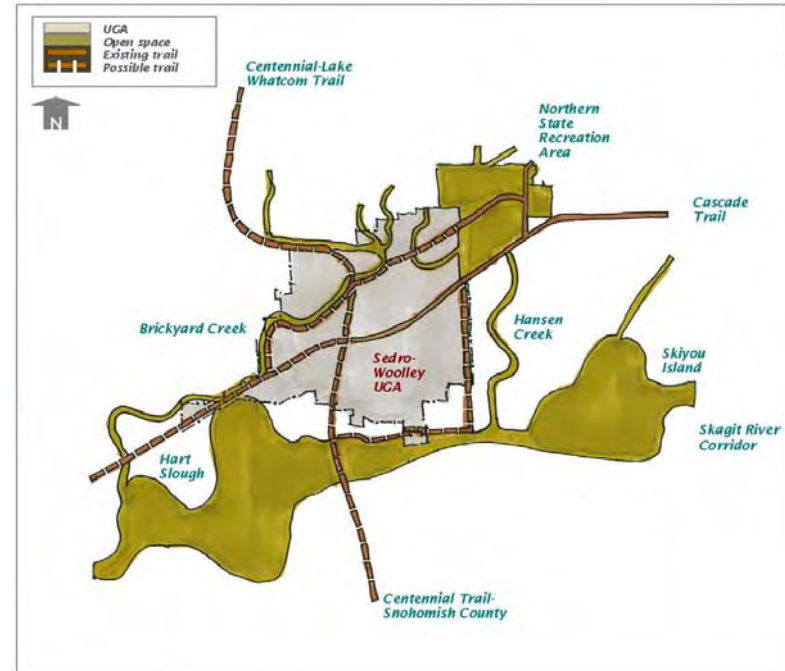 UGA
Open space
Existing trail
Possible trail
N
Centennial-Lake
Whatcom Trail
Northern
State
Recreation
Area
Cascade
Trail
Brickyard Creek
Hansen
Creek
Sedro-
Woolley
UGA
Skiyou
Island
Skagit River
Corridor
Hart
Slough
Centennial Trail-
Snohomish County